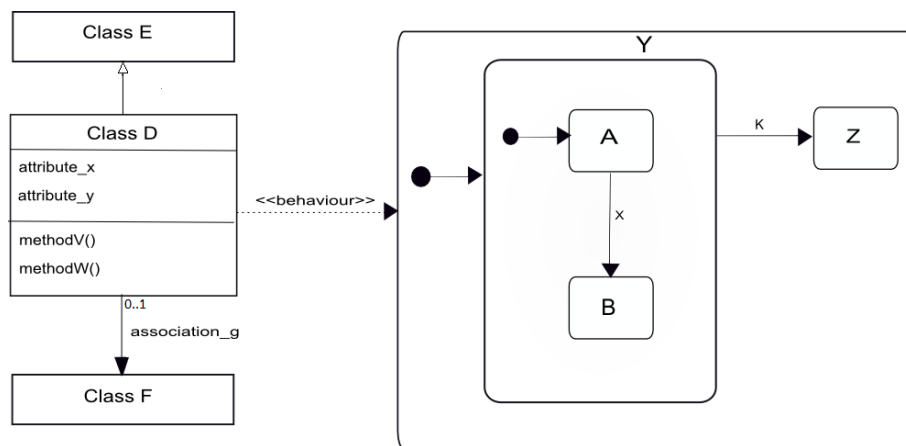 Class E
Class D
attribute_x
attribute_y
methodV()
methodW()
0..1
association_g
Class F
<<behaviour>>
Y
A
X
B
K
Z